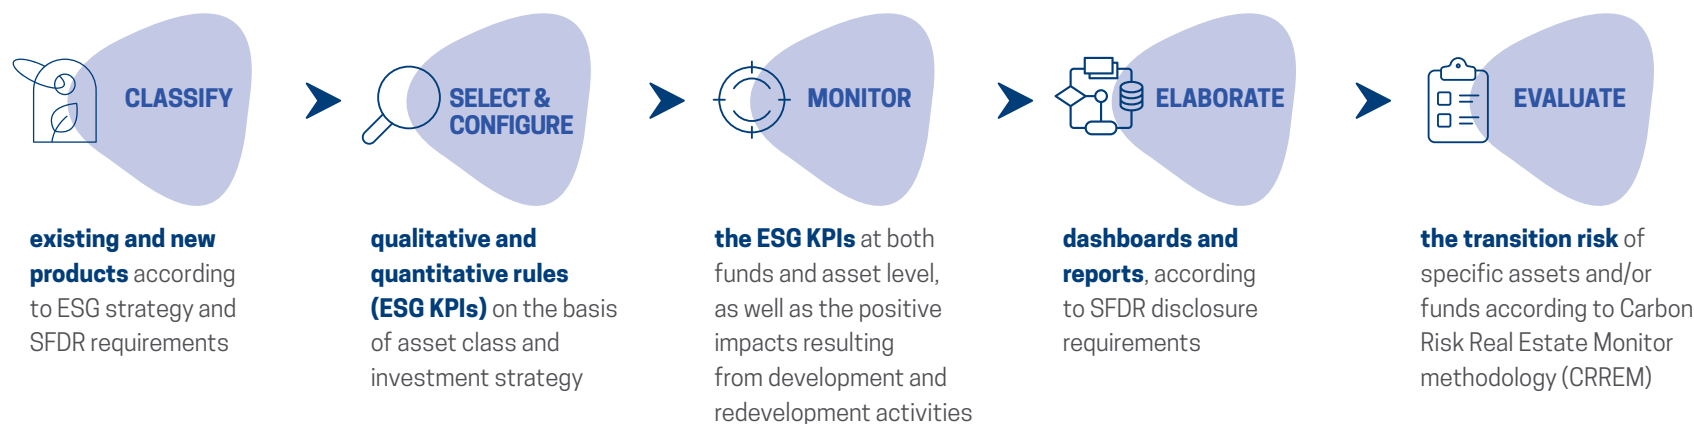 CLASSIFY
existing and new
products according
to ESG strategy and
SFDR requirements
SELECT &
CONFIGURE
qualitative and
quantitative rules
(ESG KPIs) on the basis
of asset class and
investment strategy
MONITOR
the ESG KPIs at both
funds and asset level,
as well as the positive
impacts resulting
from development and
redevelopment activities
ELABORATE
dashboards and
reports, according
to SFDR disclosure
requirements
EVALUATE
the transition risk of
specific assets and/or
funds according to Carbon
Risk Real Estate Monitor
methodology (CRREM)